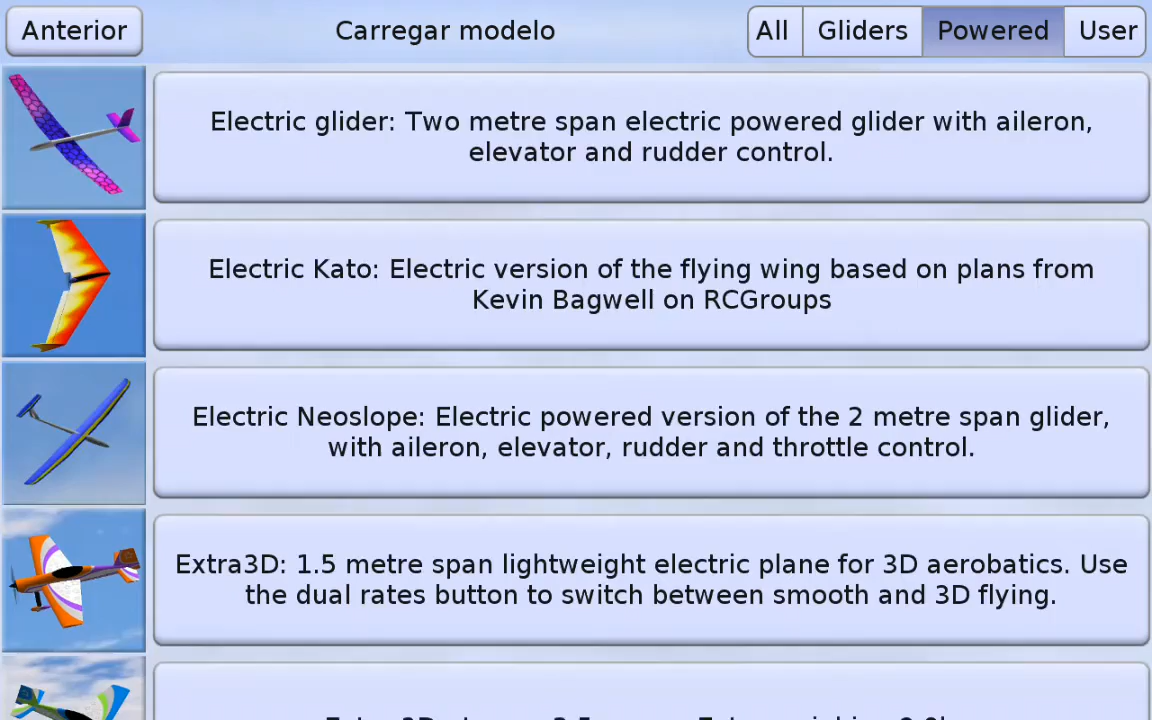 Anterior
Carregar modelo
All
Gliders
Powered
User
Electric glider: Two metre span electric powered glider with aileron,
elevator and rudder control.
Electric Kato: Electric version of the flying wing based on plans from
Kevin Bagwell on RCGroups
Electric Neoslope: Electric powered version of the 2 metre span glider,
with aileron, elevator, rudder and throttle control.
Extra3D: 1.5 metre span lightweight electric plane for 3D aerobatics. Use
the dual rates button to switch between smooth and 3D flying.